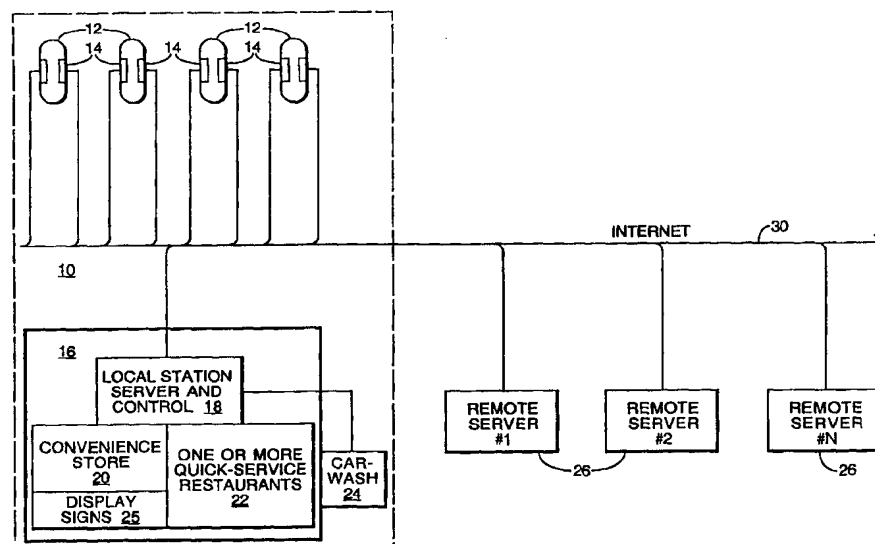 12 12
14 14 14 14
INTERNET 30
10
16
LOCAL STATION
SERVER AND
CONTROL 18
CONVENIENCE
STORE
20
ONE OR MORE
QUICK-SERVICE
RESTAURANTS
22
DISPLAY
SIGNS 25
CAR-
WASH
24
REMOTE
SERVER
#1
REMOTE
SERVER
#2
REMOTE
SERVER
#N
26 26